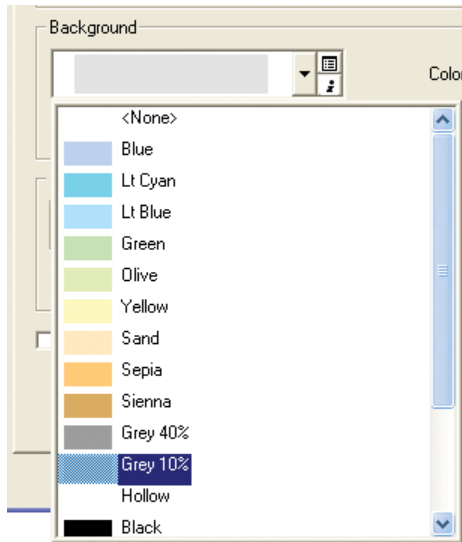 Background
Colo
<None>
Blue
Lt Cyan
Lt Blue
Green
Olive
Yellow
Sand
Sepia
Sienna
Grey 40%
Grey 10%
Hollow
Black